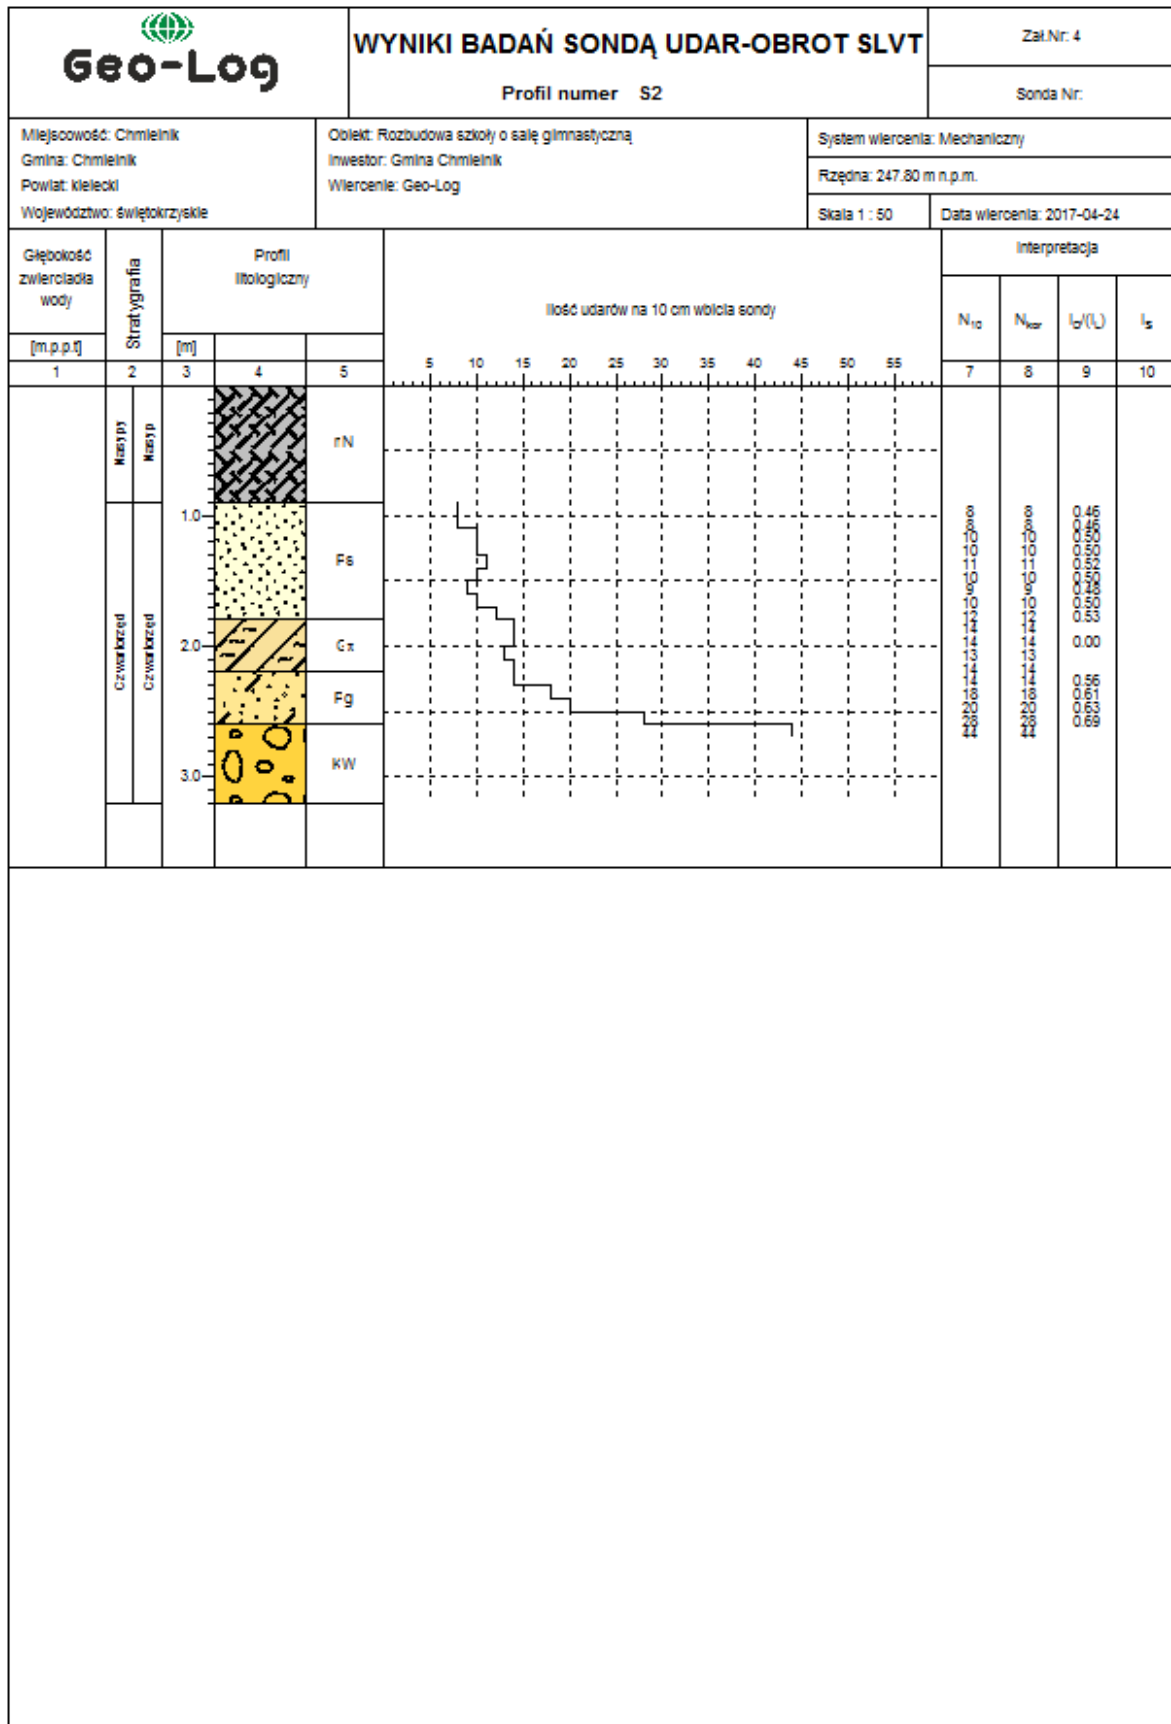 Geo-Log
WYNIKI BADAŃ SONDĄ UDAR-OBROT SLVT
Profil numer S2
Zał.Nr: 4
Sonda Nr:
Miejscowość: Chmielnik
Gmina: Chmielnik
Powiat: kielecki
Województwo: świętokrzyskie
Obiekt: Rozbudowa szkoły o salę gimnastyczną
Inwestor: Gmina Chmielnik
Wiercenie: Geo-Log
System wiercenia: Mechaniczny
Rzędna: 247.80 m n.p.m.
Skala 1 : 50
Data wiercenia: 2017-04-24
Głębokość
zwierciadła
wody
[m.p.p.t]
Stratygrafia
Profil
litologiczny
[m]
Ilość udarów na 10 cm wbicia sondy
Interpretacja
N10 Nkor ID/(IL) IS
1 2 3 4 5
5 10 15 20 25 30 35 40 45 50 55
7 8 9 10
Nasypy Nasyp
rN
1.0
Czwartorzęd Czwartorzęd
Ps
2.0
Gπ
Pg
3.0
KW
8 8 0.46
8 8 0.46
10 10 0.50
10 10 0.50
11 11 0.52
10 10 0.50
9 9 0.48
10 10 0.50
12 12 0.53
14 14
14 14 0.00
13 13
14 14
14 14 0.56
18 18 0.61
20 20 0.63
28 28 0.69
44 44